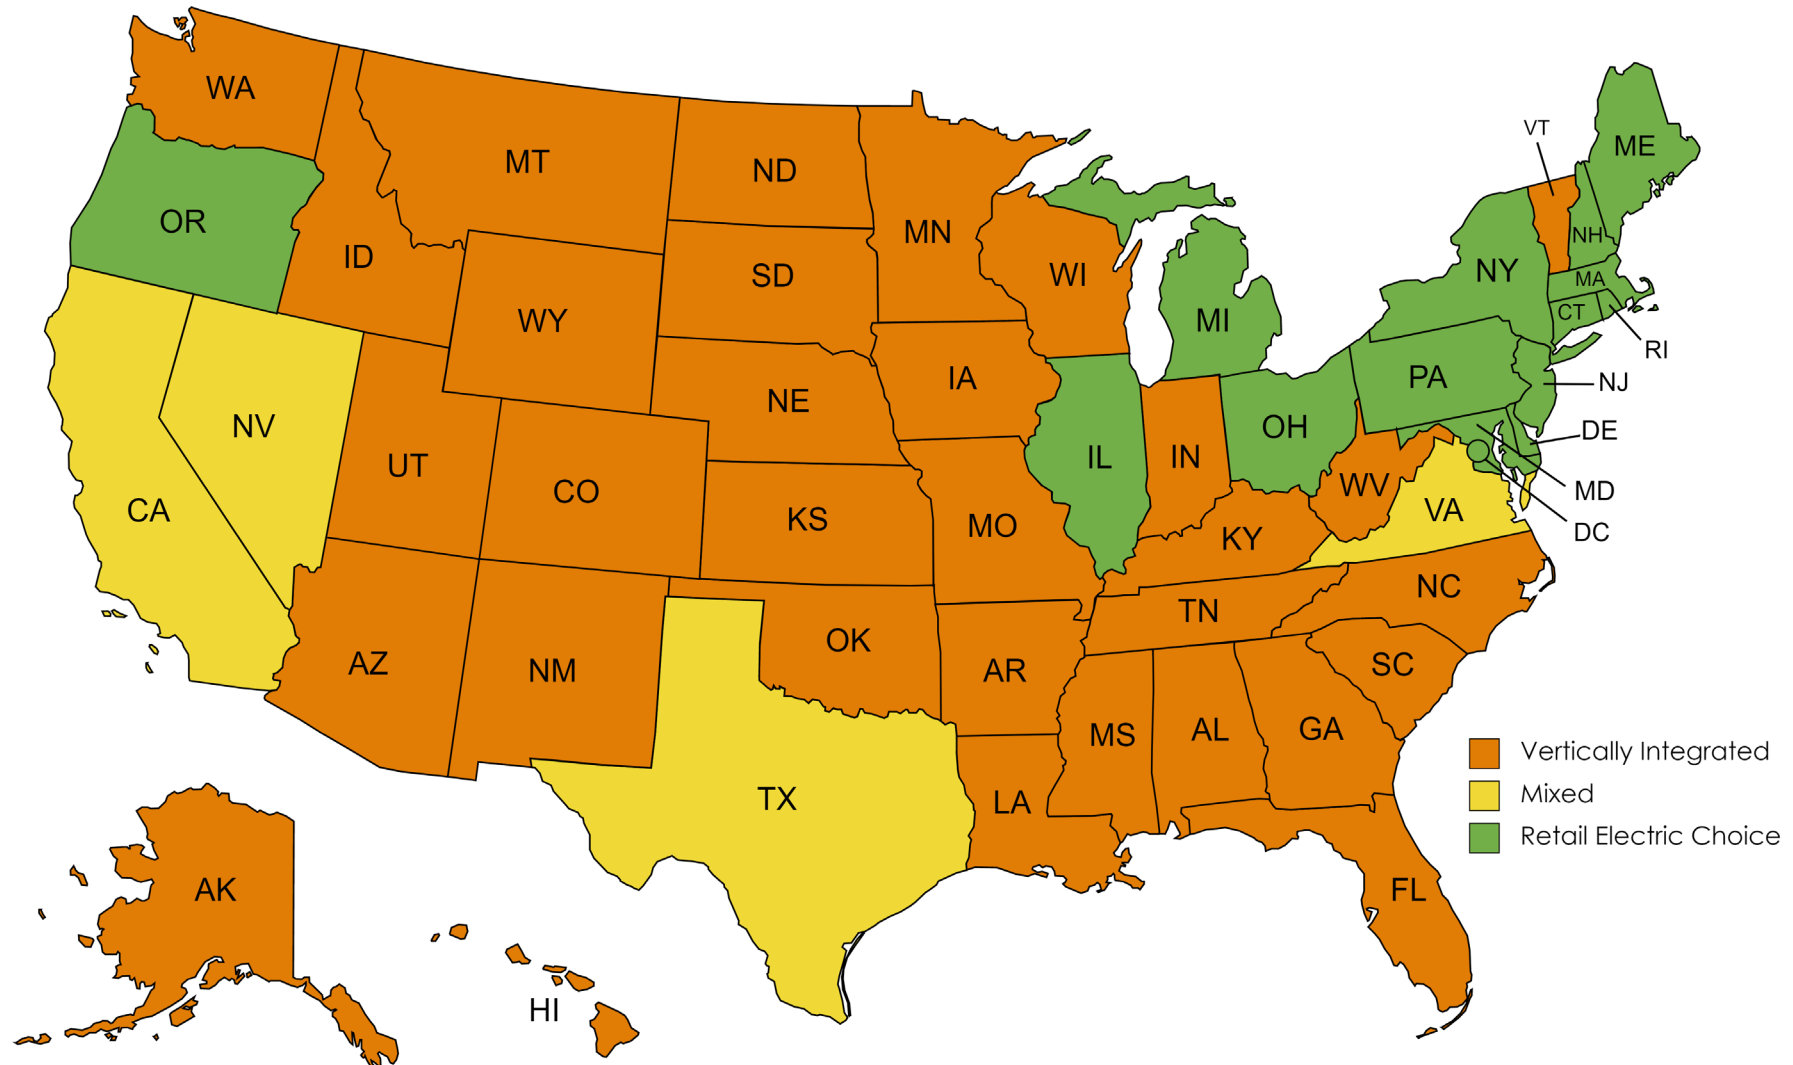 WA
MT
ND
MN
VT
ME
OR
ID
SD
WI
NH
NY
MA
WY
MI
CT
RI
NE
IA
PA
NJ
NV
UT
CO
KS
MO
IL
IN
OH
DE
CA
WV
VA
MD
DC
KY
NC
AZ
NM
OK
AR
TN
SC
MS
AL
GA
TX
LA
FL
AK
HI
Vertically Integrated
Mixed
Retail Electric Choice